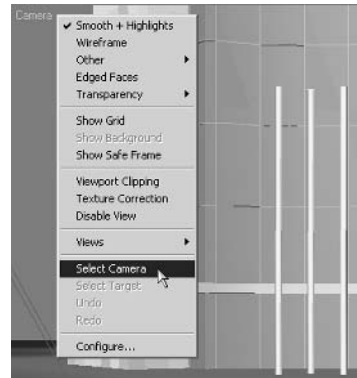 Camera
Smooth + Highlights
Wireframe
Other
Edged Faces
Transparency
Show Grid
Show Background
Show Safe Frame
Viewport Clipping
Texture Correction
Disable View
Views
Select Camera
Select Target
Undo
Redo
Configure...